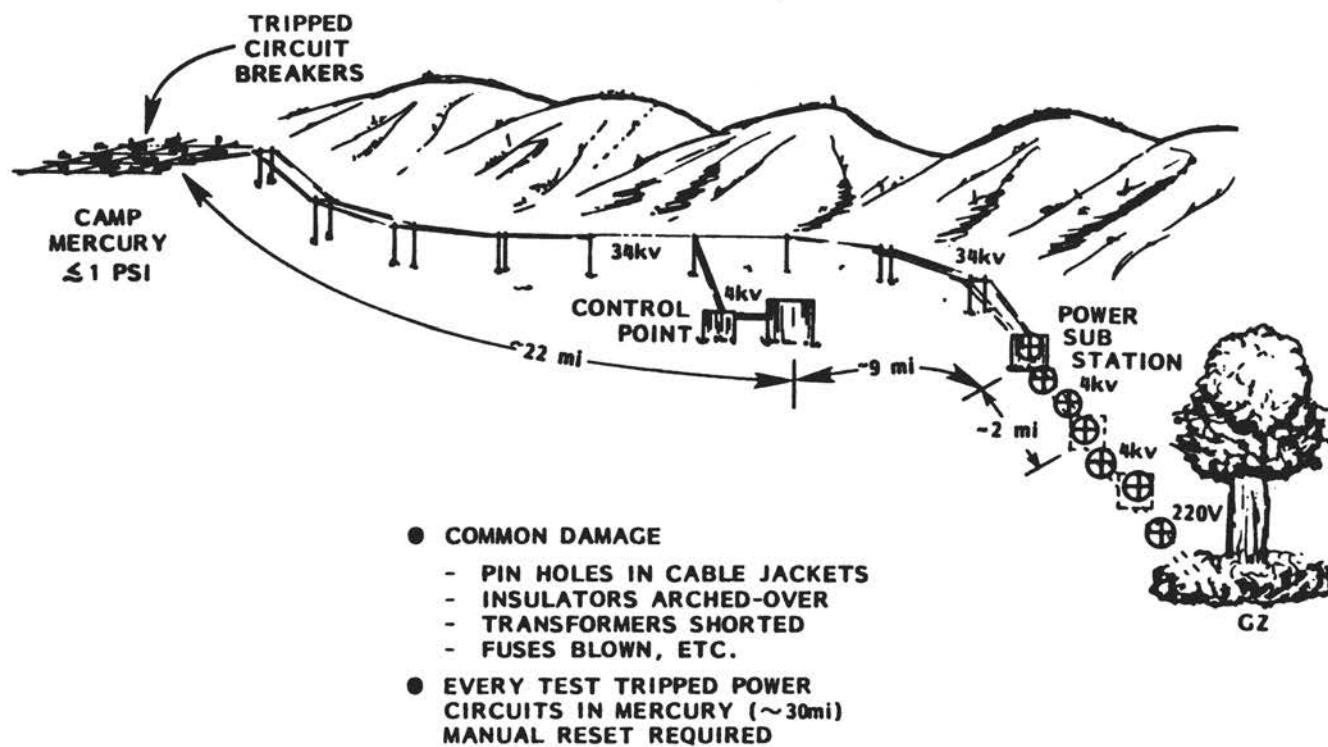 TRIPPED
CIRCUIT
BREAKERS
CAMP
MERCURY
≤ 1 PSI
34kv
4kv
CONTROL
POINT
34kv
POWER
SUB
STATION
~22 mi
~9 mi
4kv
~2 mi
4kv
220V
GZ
● COMMON DAMAGE
- PIN HOLES IN CABLE JACKETS
- INSULATORS ARCHED-OVER
- TRANSFORMERS SHORTED
- FUSES BLOWN, ETC.
● EVERY TEST TRIPPED POWER
CIRCUITS IN MERCURY (~30mi)
MANUAL RESET REQUIRED